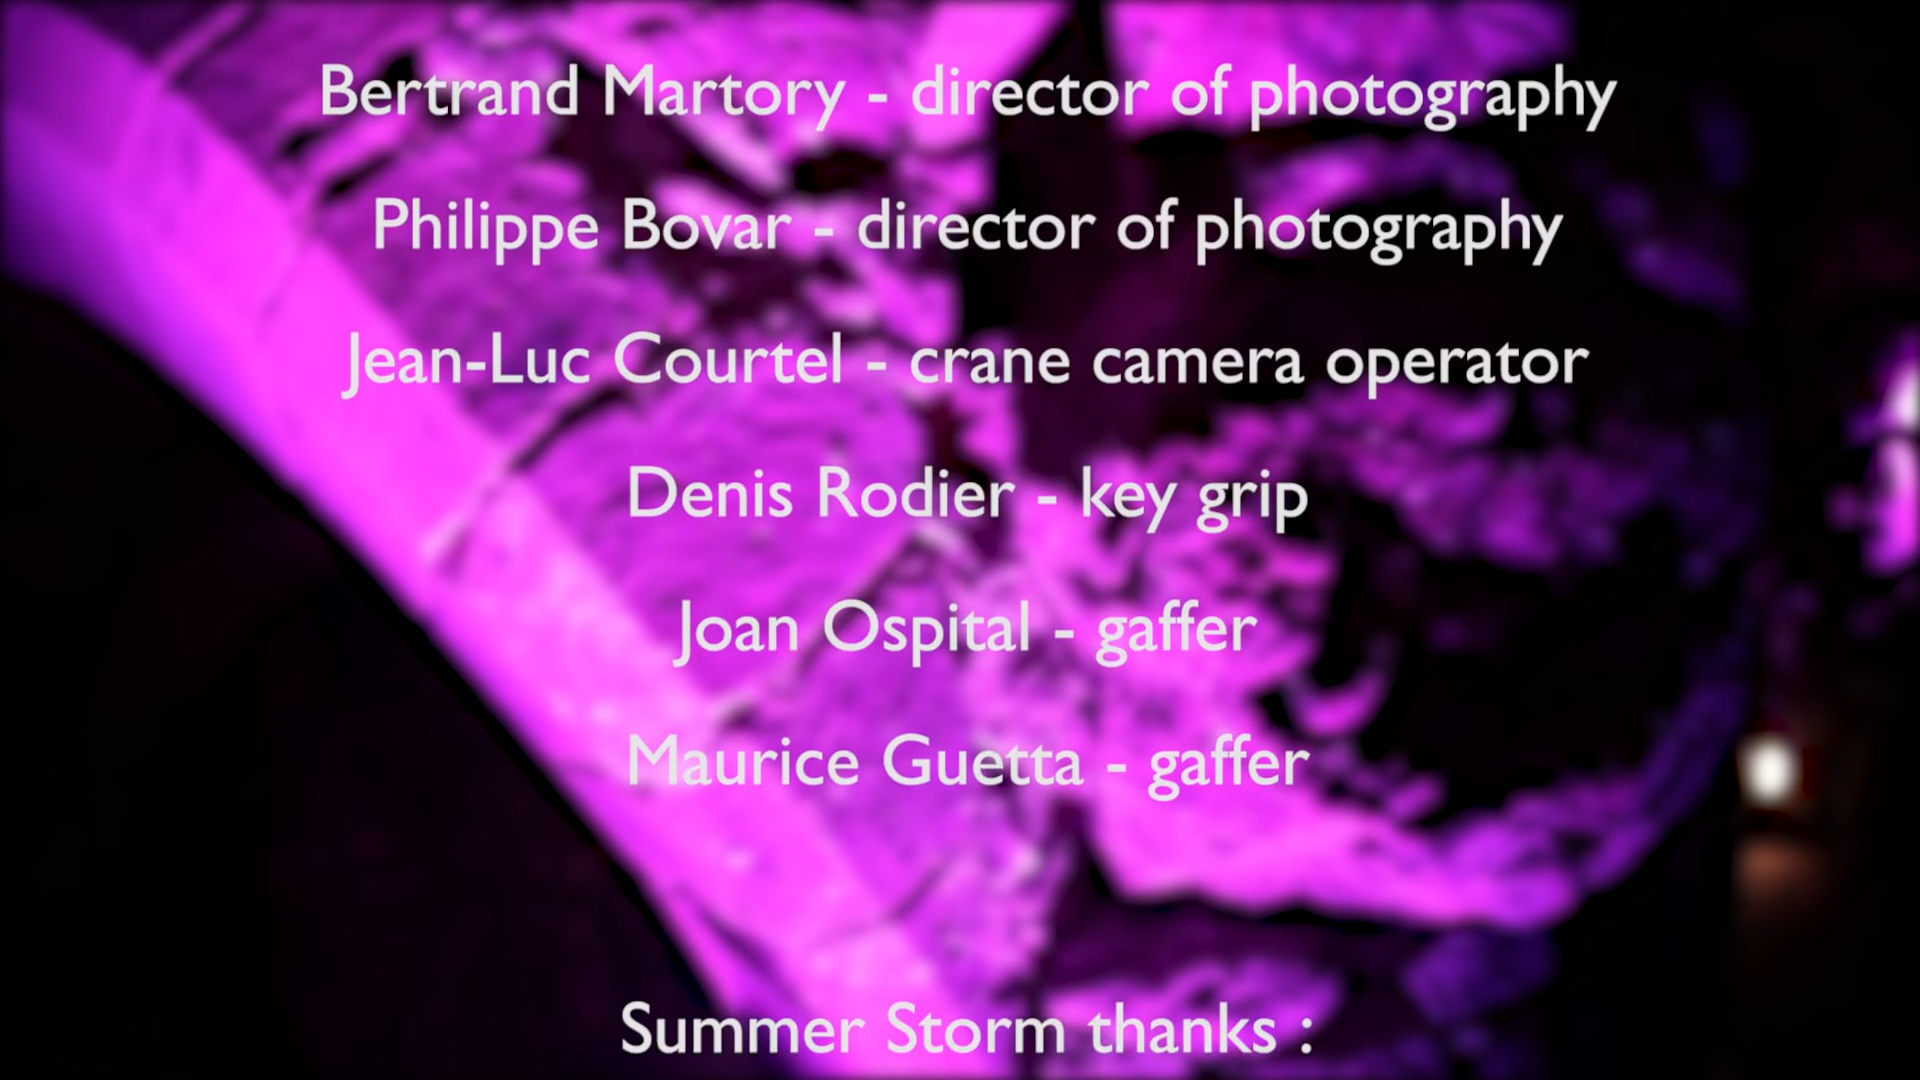 Bertrand Martory - director of photography
Philippe Bovar - director of photography
Jean-Luc Courtel - crane camera operator
Denis Rodier - key grip
Joan Ospital - gaffer
Maurice Guetta - gaffer
Summer Storm thanks :